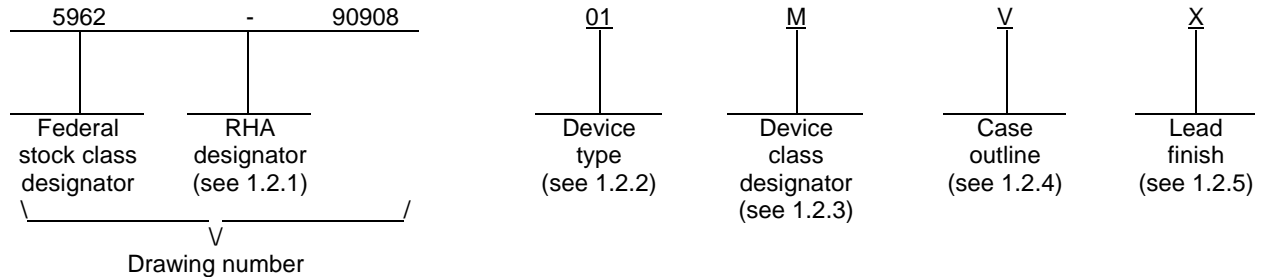 5962 - 90908 01 M V X
Federal stock class designator
RHA designator (see 1.2.1)
Device type (see 1.2.2)
Device class designator (see 1.2.3)
Case outline (see 1.2.4)
Lead finish (see 1.2.5)
\ /
\/
Drawing number